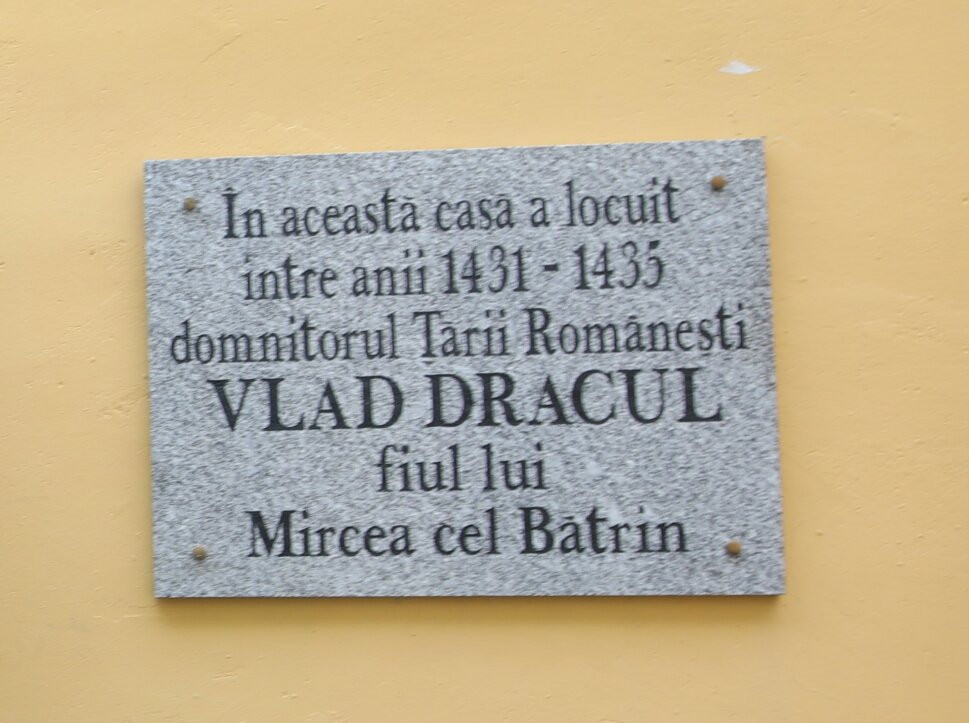 În această casă a locuit
între anii 1431 - 1435
domnitorul Țării Românești
VLAD DRACUL
fiul lui
Mircea cel Bătrîn